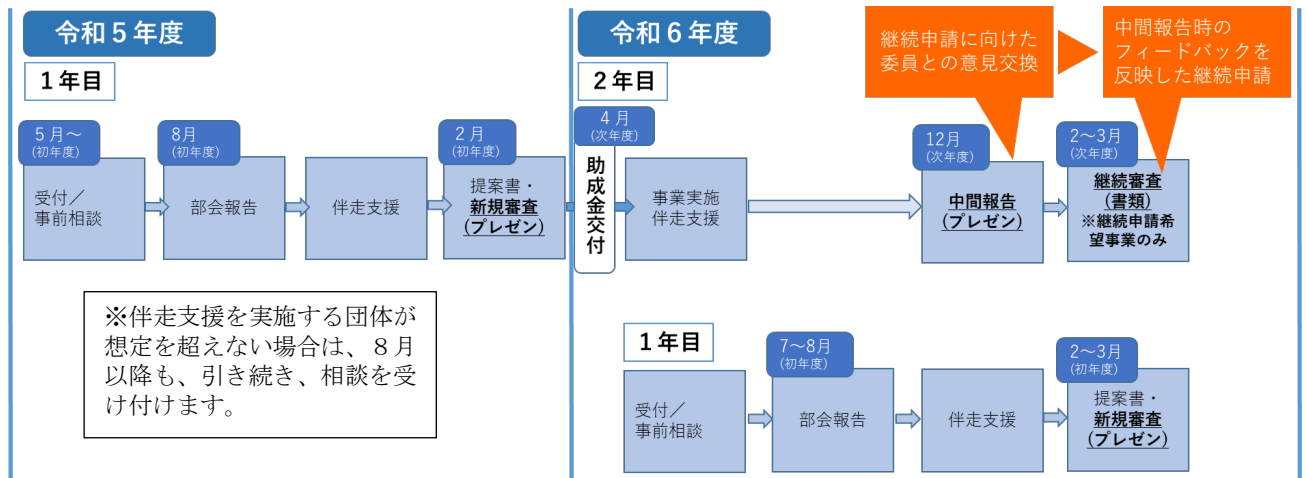 令和５年度
１年目
5月～
(初年度)
受付／
事前相談
8月
(初年度)
部会報告
伴走支援
2月
(初年度)
提案書・
新規審査
(プレゼン)
※伴走支援を実施する団体が
想定を超えない場合は、８月
以降も、引き続き、相談を受
け付けます。
令和６年度
２年目
4月
(次年度)
助成金交付
事業実施
伴走支援
継続申請に向けた
委員との意見交換
中間報告時の
フィードバックを
反映した継続申請
12月
(次年度)
中間報告
(プレゼン)
2～3月
(次年度)
継続審査
(書類)
※継続申請希
望事業のみ
１年目
受付／
事前相談
7～8月
(初年度)
部会報告
伴走支援
2～3月
(初年度)
提案書・
新規審査
(プレゼン)